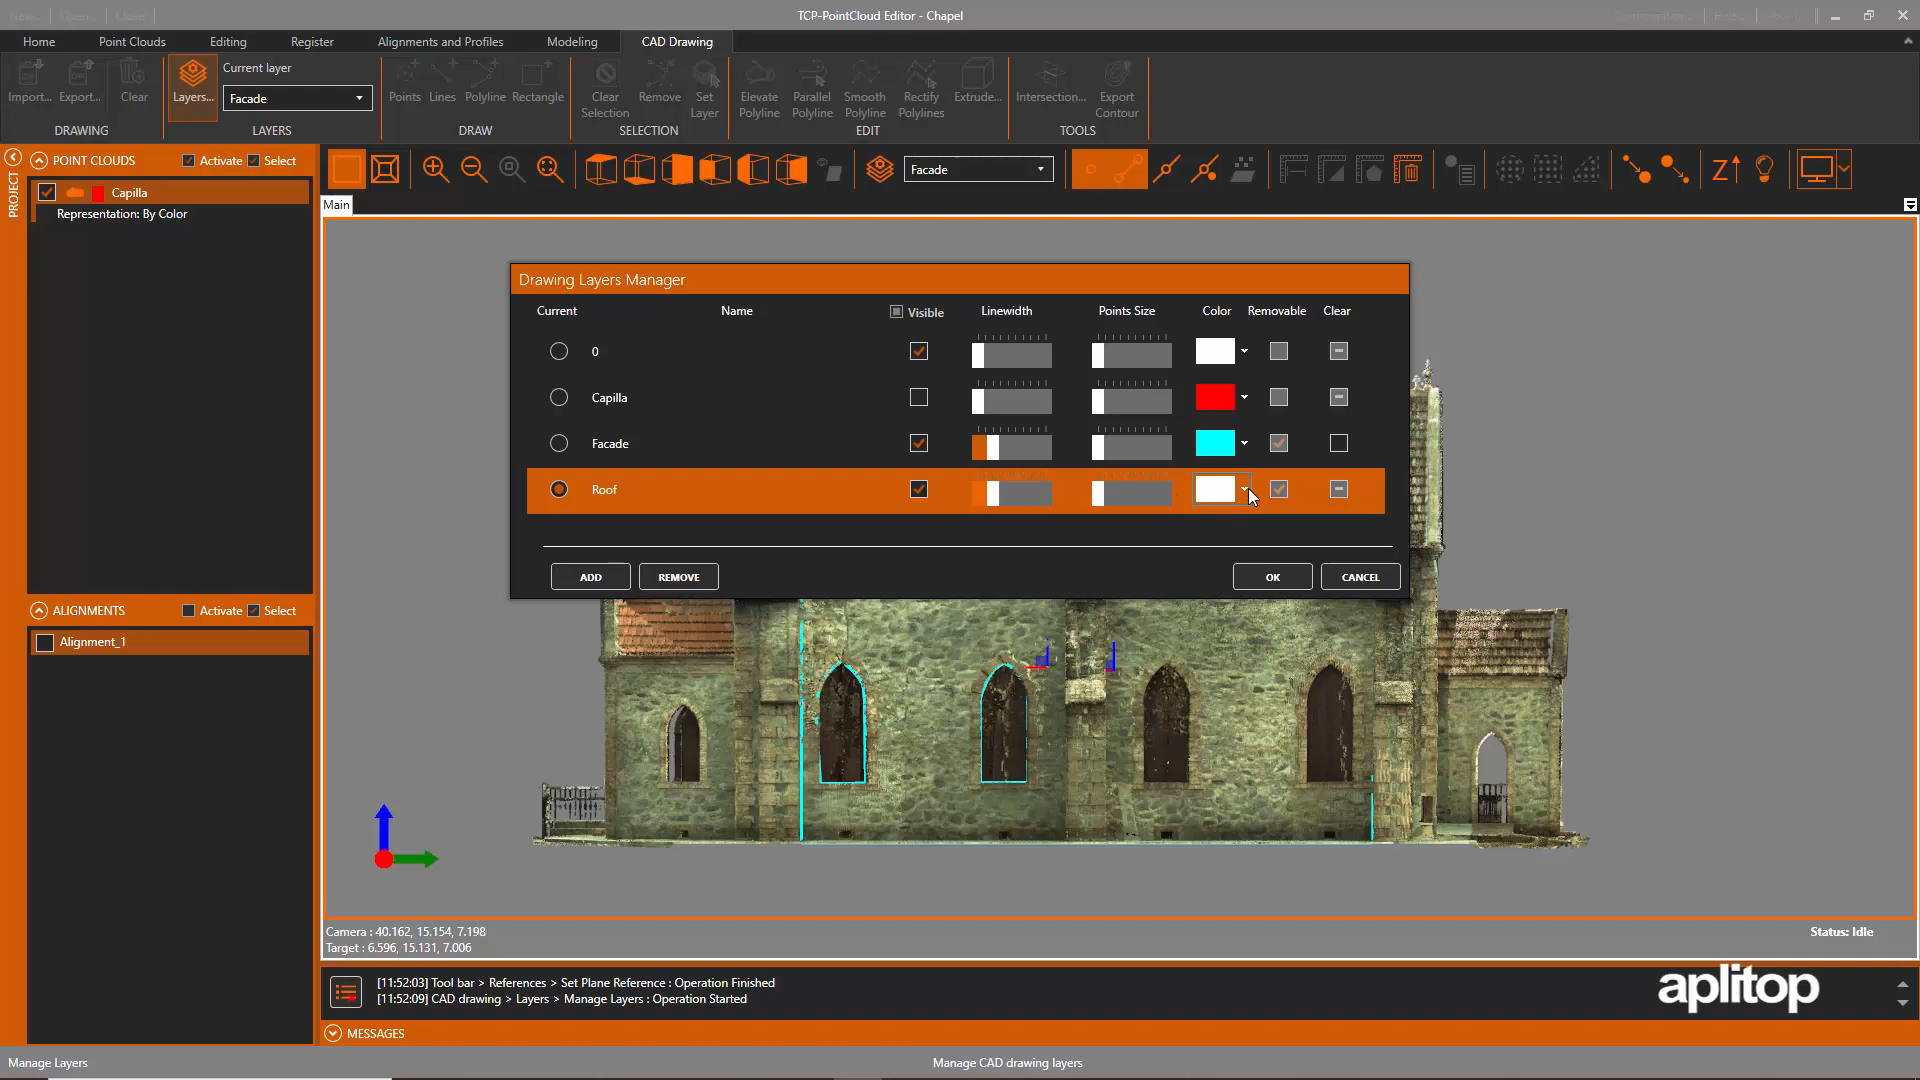 TCP-PointCloud Editor - Chapel
Home Point Clouds Editing Register Alignments and Profiles Modeling CAD Drawing
Current layer
Import... Export... Clear Layers... Facade Points Lines Polyline Rectangle Clear Selection Remove Set Layer Elevate Polyline Parallel Polyline Smooth Polyline Rectify Polylines Extrude... Intersection... Export Contour
DRAWING LAYERS DRAW SELECTION EDIT TOOLS
PROJECT
POINT CLOUDS Activate Select
Facade
Z
Capilla
Representation: By Color
Main
Drawing Layers Manager
Current Name Visible Linewidth Points Size Color Removable Clear
0
Capilla
Facade
Roof
ADD REMOVE OK CANCEL
ALIGNMENTS Activate Select
Alignment_1
Camera : 40.162, 15.154, 7.198
Target : 6.596, 15.131, 7.006
Status: Idle
[11:52:03] Tool bar > References > Set Plane Reference : Operation Finished
[11:52:09] CAD drawing > Layers > Manage Layers : Operation Started
aplitop
MESSAGES
Manage Layers Manage CAD drawing layers